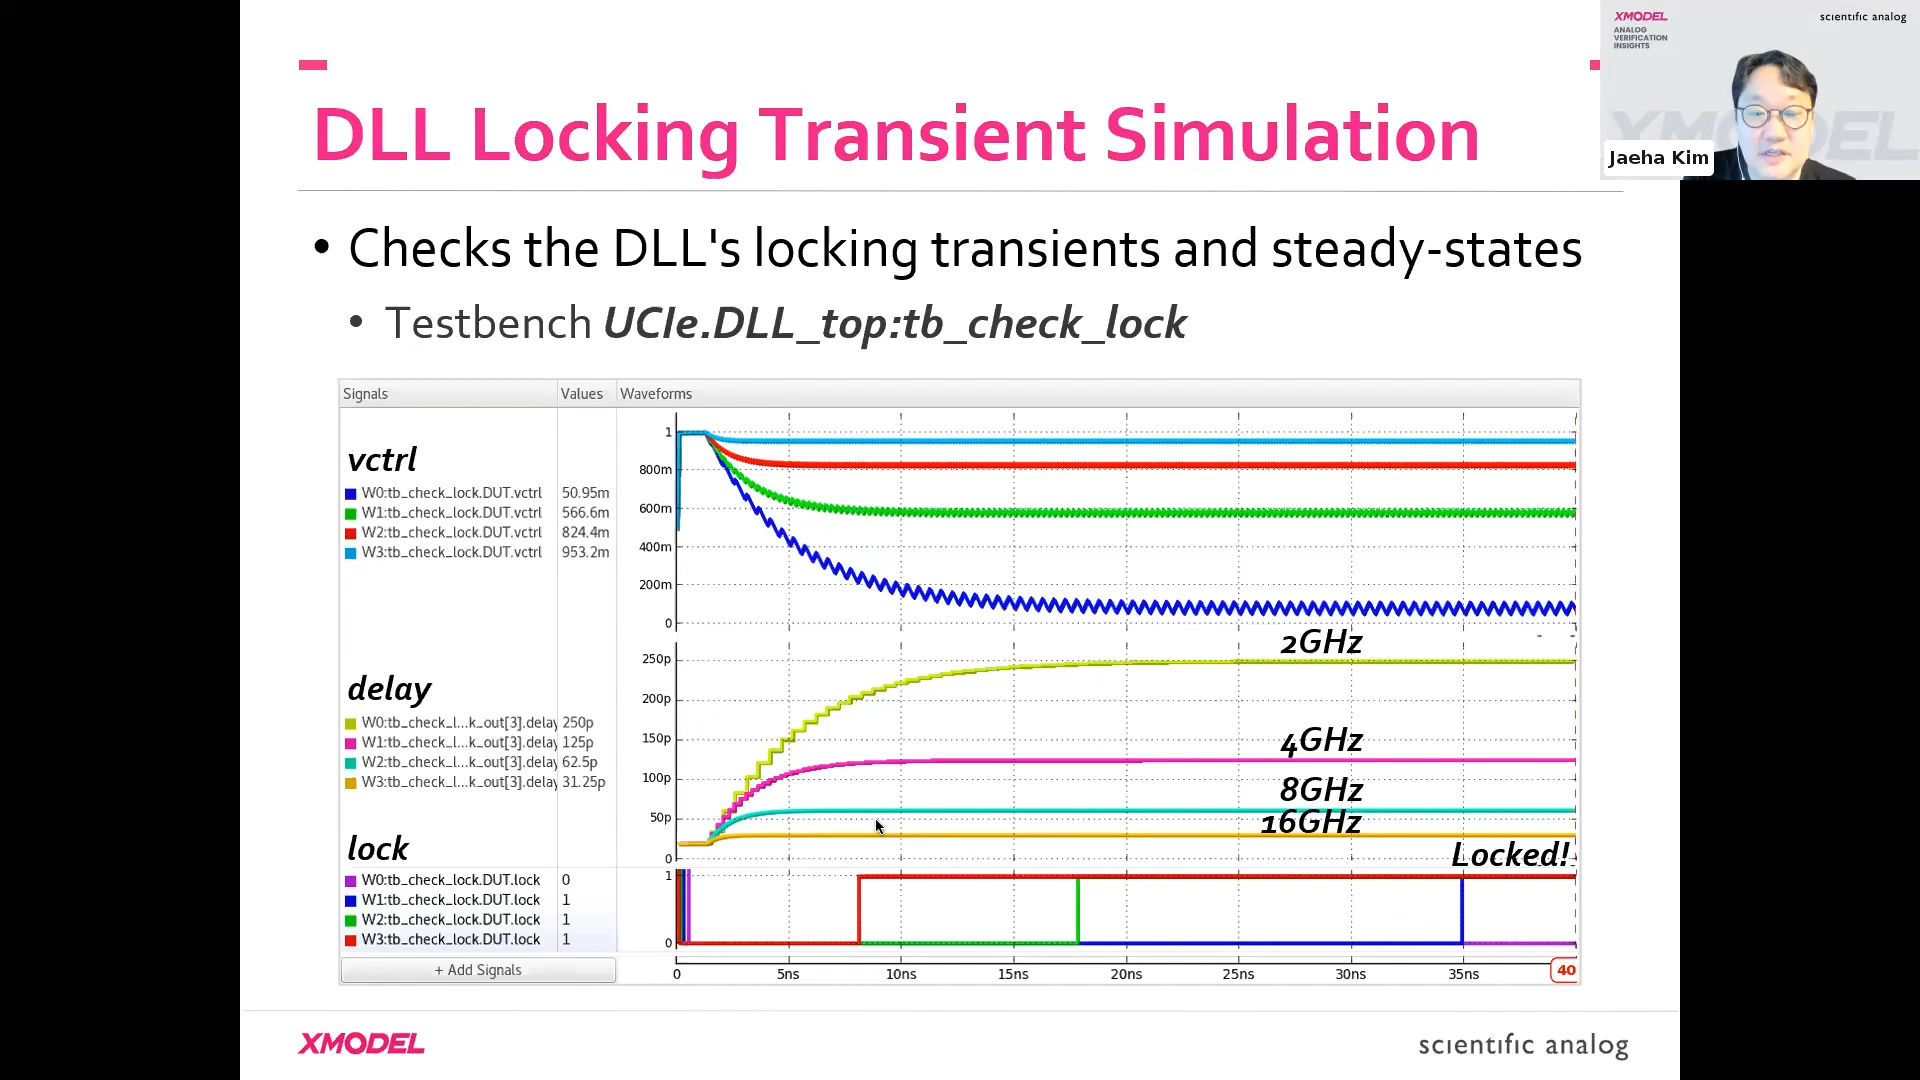 XMODEL
scientific analog
ANALOG
VERIFICATION
INSIGHTS
XMODEL
Jaeha Kim
DLL Locking Transient Simulation
• Checks the DLL's locking transients and steady-states
• Testbench UCIe.DLL_top:tb_check_lock
Signals Values Waveforms
vctrl
W0:tb_check_lock.DUT.vctrl 50.95m
W1:tb_check_lock.DUT.vctrl 566.6m
W2:tb_check_lock.DUT.vctrl 824.4m
W3:tb_check_lock.DUT.vctrl 953.2m
1
800m
600m
400m
200m
0
delay
W0:tb_check_l...k_out[3].delay 250p
W1:tb_check_l...k_out[3].delay 125p
W2:tb_check_l...k_out[3].delay 62.5p
W3:tb_check_l...k_out[3].delay 31.25p
250p
200p
150p
100p
50p
0
2GHz
4GHz
8GHz
16GHz
lock
Locked!
W0:tb_check_lock.DUT.lock 0
W1:tb_check_lock.DUT.lock 1
W2:tb_check_lock.DUT.lock 1
W3:tb_check_lock.DUT.lock 1
1
0
+ Add Signals
0 5ns 10ns 15ns 20ns 25ns 30ns 35ns 40
XMODEL
scientific analog